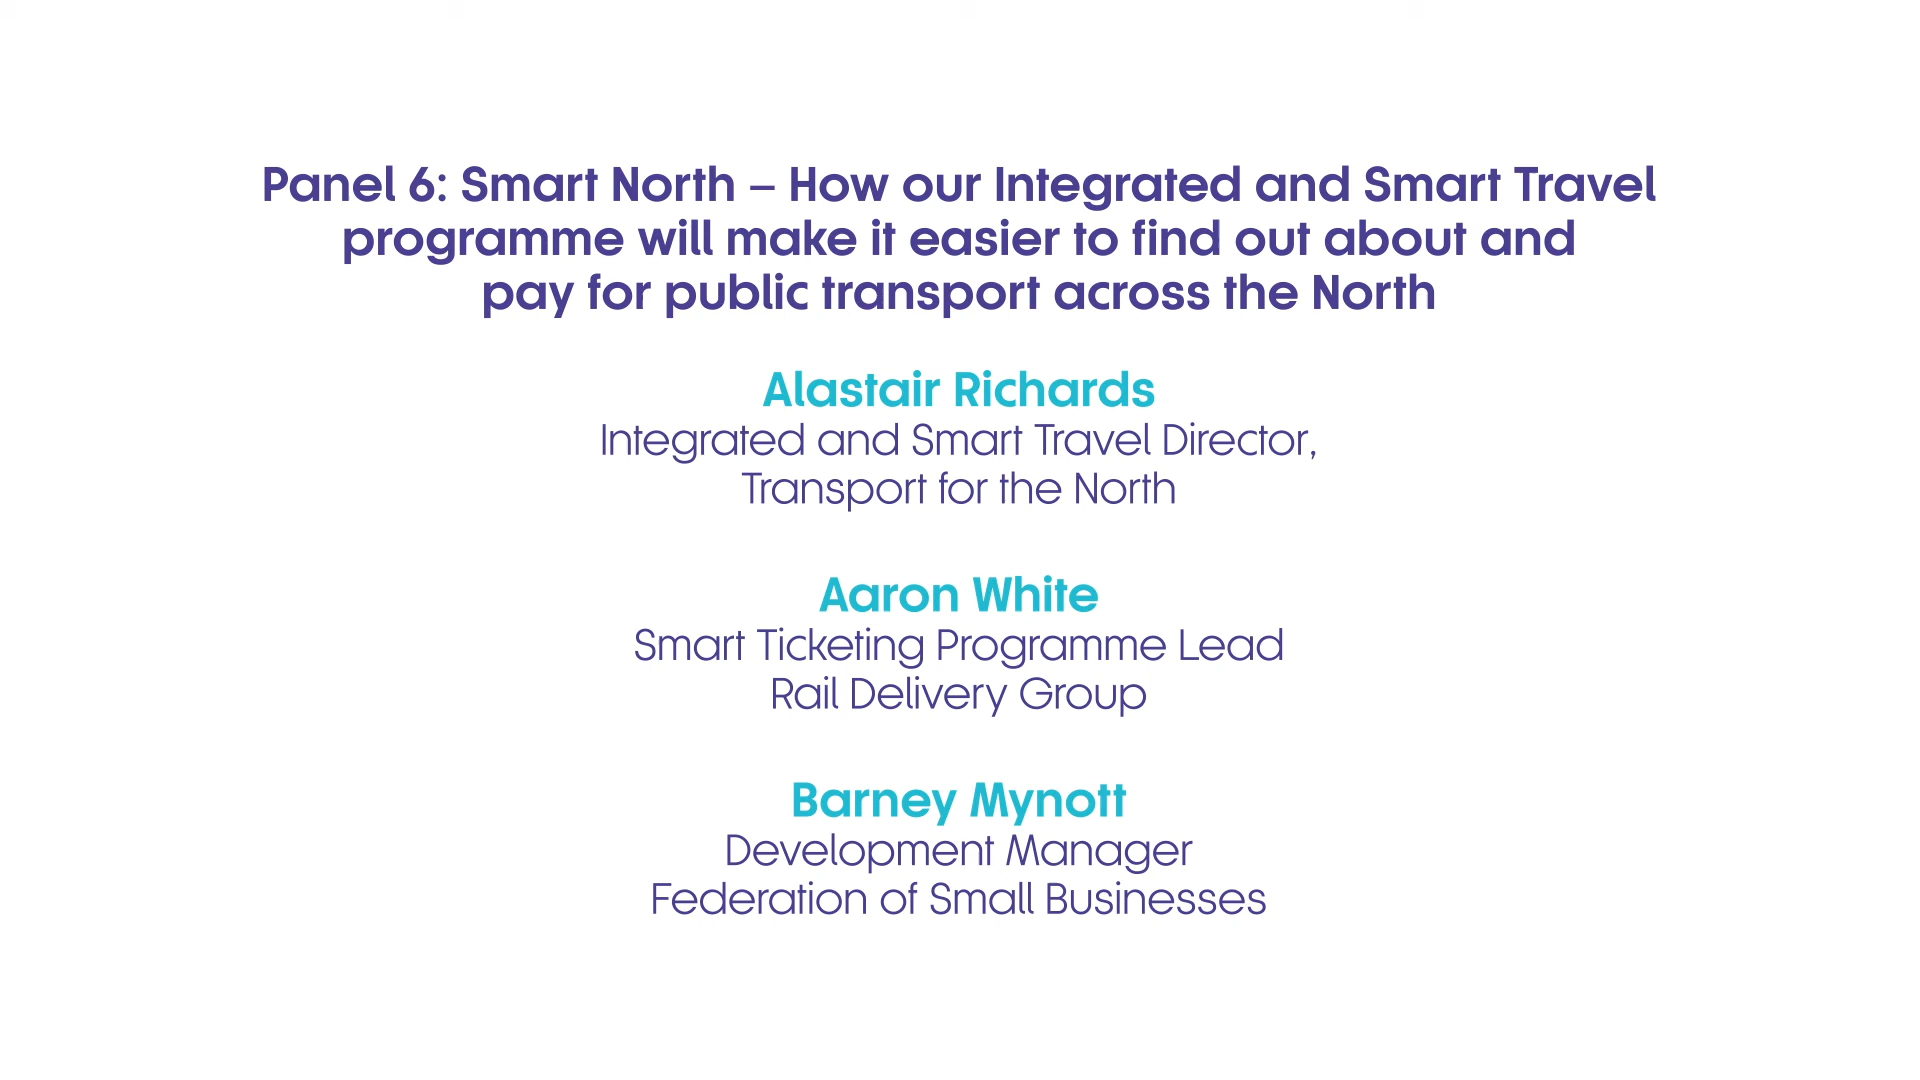 Panel 6: Smart North – How our Integrated and Smart Travel
programme will make it easier to find out about and
pay for public transport across the North
Alastair Richards
Integrated and Smart Travel Director,
Transport for the North
Aaron White
Smart Ticketing Programme Lead
Rail Delivery Group
Barney Mynott
Development Manager
Federation of Small Businesses